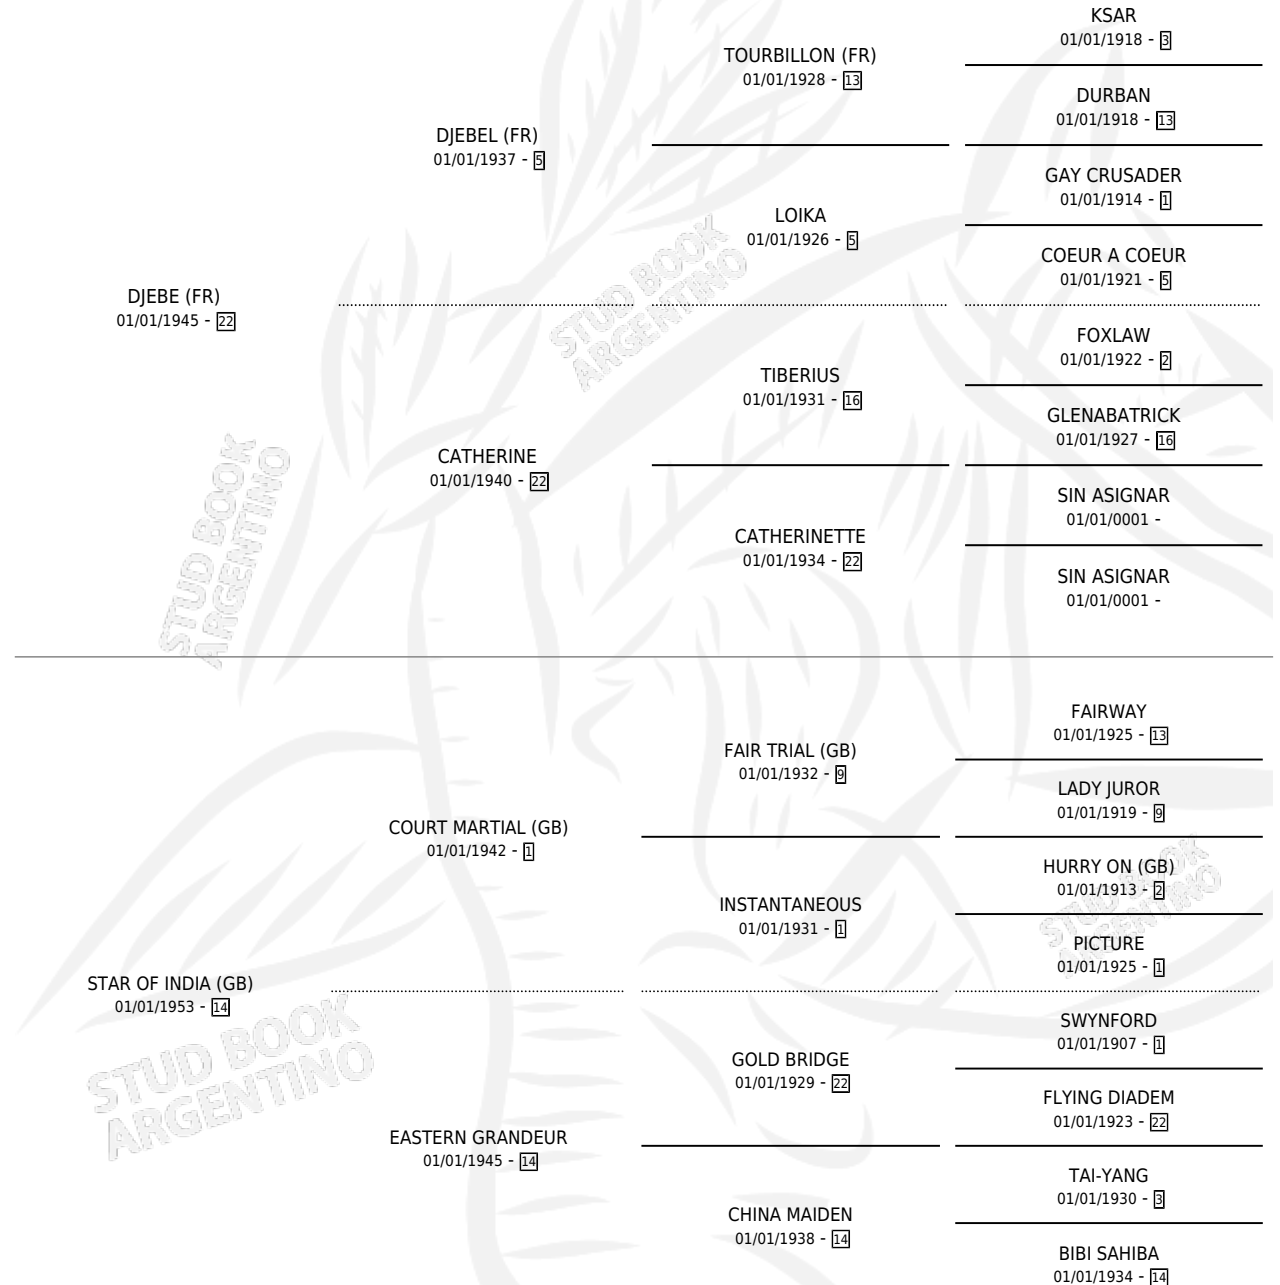 KSAR
01/01/1918 - 3
TOURBILLON (FR)
01/01/1928 - 13
DURBAN
01/01/1918 - 13
DJEBEL (FR)
01/01/1937 - 5
GAY CRUSADER
01/01/1914 - 1
LOIKA
01/01/1926 - 5
COEUR A COEUR
01/01/1921 - 5
DJEBE (FR)
01/01/1945 - 22
FOXLAW
01/01/1922 - 2
TIBERIUS
01/01/1931 - 16
GLENABATRICK
01/01/1927 - 16
CATHERINE
01/01/1940 - 22
SIN ASIGNAR
01/01/0001 -
CATHERINETTE
01/01/1934 - 22
SIN ASIGNAR
01/01/0001 -
FAIRWAY
01/01/1925 - 13
FAIR TRIAL (GB)
01/01/1932 - 9
LADY JUROR
01/01/1919 - 9
COURT MARTIAL (GB)
01/01/1942 - 1
HURRY ON (GB)
01/01/1913 - 2
INSTANTANEOUS
01/01/1931 - 1
PICTURE
01/01/1925 - 1
STAR OF INDIA (GB)
01/01/1953 - 14
SWYNFORD
01/01/1907 - 1
GOLD BRIDGE
01/01/1929 - 22
FLYING DIADEM
01/01/1923 - 22
EASTERN GRANDEUR
01/01/1945 - 14
TAI-YANG
01/01/1930 - 3
CHINA MAIDEN
01/01/1938 - 14
BIBI SAHIBA
01/01/1934 - 14
STUD BOOK
ARGENTINO
STUD BOOK
ARGENTINO
STUD BOOK
ARGENTINO
STUD BOOK
ARGENTINO